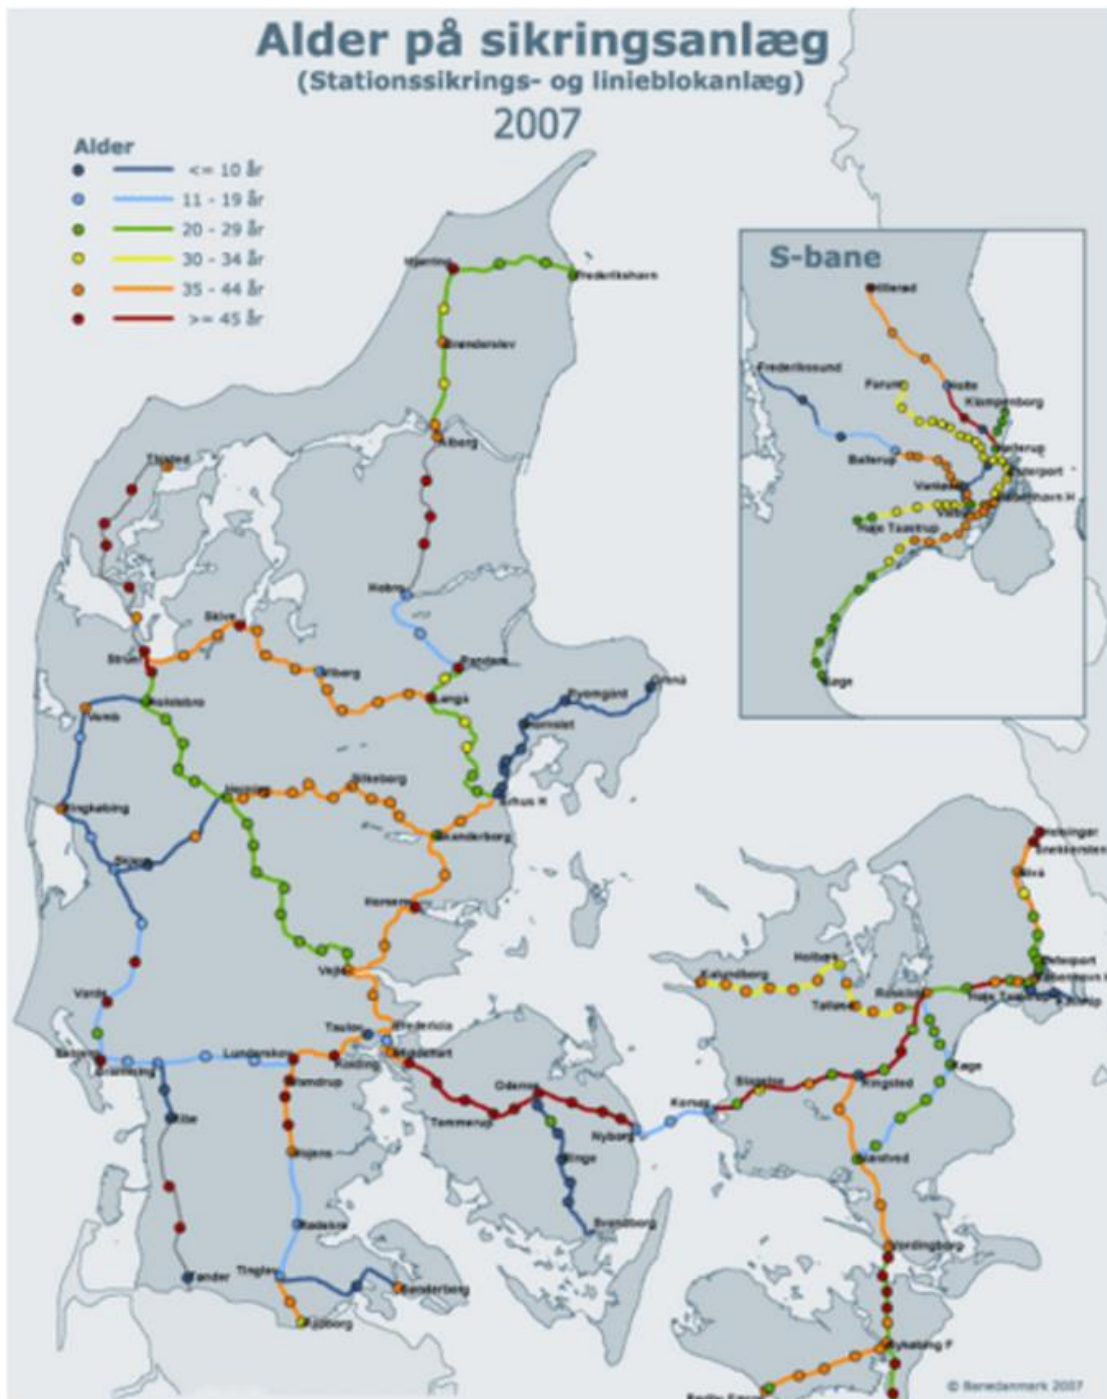 Alder på sikringsanlæg
(Stationssikrings- og linieblokanlæg)
2007
Alder
<= 10 år
11 - 19 år
20 - 29 år
30 - 34 år
35 - 44 år
>= 45 år
S-bane
Hillerød
Frederikssund
Farum
Holte
Klampenborg
Hellerup
Ballerup
Østerport
København H
Høje Taastrup
Køge
Hjørring
Frederikshavn
Brønderslev
Thisted
Hobro
Skive
Struer
Viborg
Randers
Langå
Grenå
Ryomgård
Hornslet
Holstebro
Vemb
Herning
Silkeborg
Århus H
Ringkøbing
Skanderborg
Skjern
Horsens
Vejle
Varde
Taulov
Fredericia
Esbjerg
Bramming
Lunderskov
Kolding
Middelfart
Vamdrup
Odense
Ribe
Tommerup
Nyborg
Korsør
Vojens
Ringe
Rødekro
Svendborg
Tønder
Tinglev
Sønderborg
Padborg
Helsingør
Snekkersten
Nivå
Østerport
Holbæk
Kalundborg
Tølløse
Roskilde
Høje Taastrup
Slagelse
Ringsted
Køge
Næstved
Vordingborg
Nykøbing F
© Banedanmark 2007